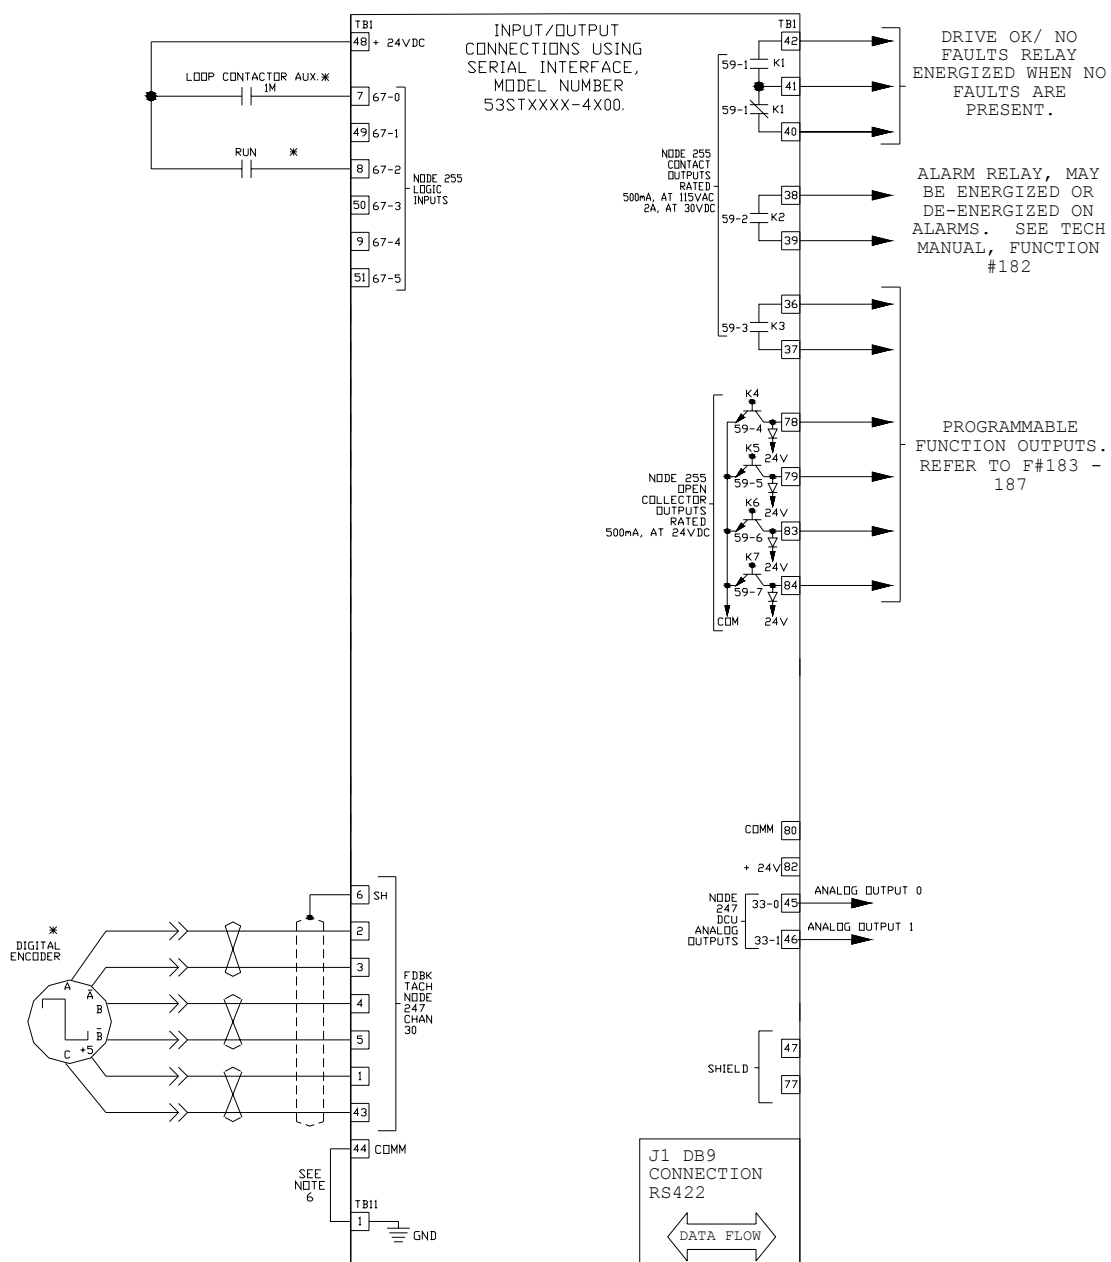 TB1
48 + 24VDC
INPUT/OUTPUT
CONNECTIONS USING
SERIAL INTERFACE,
MODEL NUMBER
53STXXXX-4X00.
LOOP CONTACTOR AUX.*
1M
7 67-0
49 67-1
RUN *
8 67-2
50 67-3
9 67-4
51 67-5
NODE 255
LOGIC
INPUTS
TB1
42
59-1 K1
41
59-1 K1
40
DRIVE OK/ NO
FAULTS RELAY
ENERGIZED WHEN NO
FAULTS ARE
PRESENT.
NODE 255
CONTACT
OUTPUTS
RATED
500mA, AT 115VAC
2A, AT 30VDC
38
59-2 K2
39
ALARM RELAY, MAY
BE ENERGIZED OR
DE-ENERGIZED ON
ALARMS. SEE TECH
MANUAL, FUNCTION
#182
36
59-3 K3
37
K4
59-4
78
24V
K5
59-5
79
24V
K6
59-6
83
24V
K7
59-7
84
COM
24V
NODE 255
OPEN
COLLECTOR
OUTPUTS
RATED
500mA, AT 24VDC
PROGRAMMABLE
FUNCTION OUTPUTS.
REFER TO F#183 -
187
COMM 80
+ 24V 82
NODE
247
DCU
ANALOG
OUTPUTS
33-0 45
ANALOG OUTPUT 0
33-1 46
ANALOG OUTPUT 1
SHIELD
47
77
*
DIGITAL
ENCODER
A
Ā
B
B̄
+5
C
6 SH
2
3
4
5
1
43
FDBK
TACH
NODE
247
CHAN
30
44 COMM
SEE
NOTE
6
TB11
1
GND
J1 DB9
CONNECTION
RS422
DATA FLOW